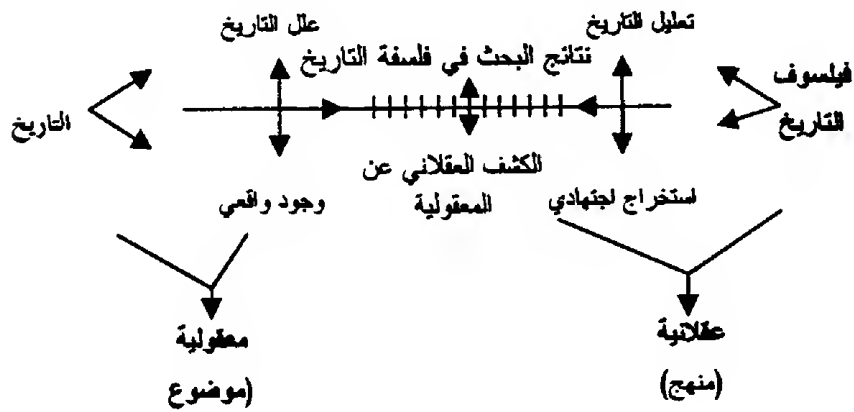 تعليل التاريخ
علل التاريخ
نتائج البحث في فلسفة التاريخ
فيلسوف
التاريخ
التاريخ
الكشف العقلاني عن
المعقولية
استخراج اجتهادي
وجود واقعي
عقلانية
(منهج)
معقولية
(موضوع)